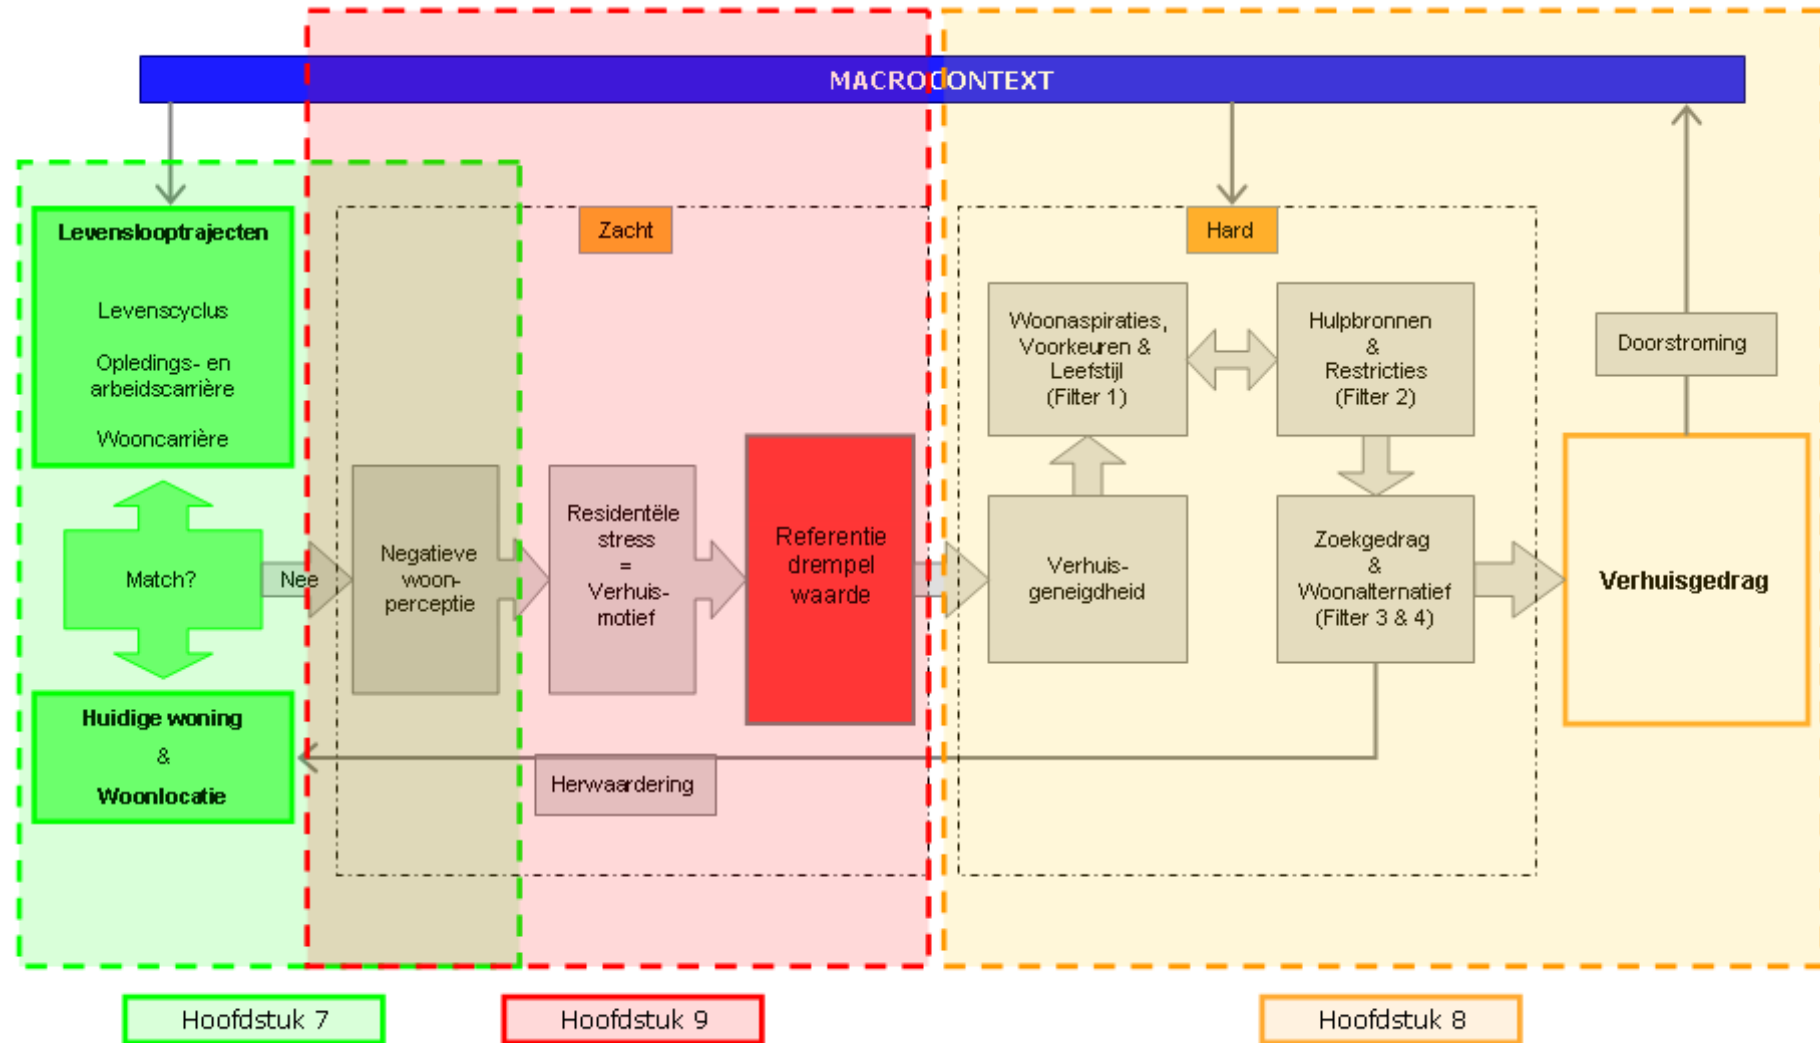 MACROCONTEXT
Levenslooptrajecten
Levenscyclus
Opledings- en
arbeidscarrière
Wooncarrière
Match?
Nee
Huidige woning
&
Woonlocatie
Zacht
Negatieve
woon-
perceptie
Residentële
stress
=
Verhuis-
motief
Referentie
drempel
waarde
Herwaardering
Hard
Woonaspiraties,
Voorkeuren &
Leefstijl
(Filter 1)
Hulpbronnen
&
Restricties
(Filter 2)
Verhuis-
geneigdheid
Zoekgedrag
&
Woonalternatief
(Filter 3 & 4)
Doorstroming
Verhuisgedrag
Hoofdstuk 7
Hoofdstuk 9
Hoofdstuk 8